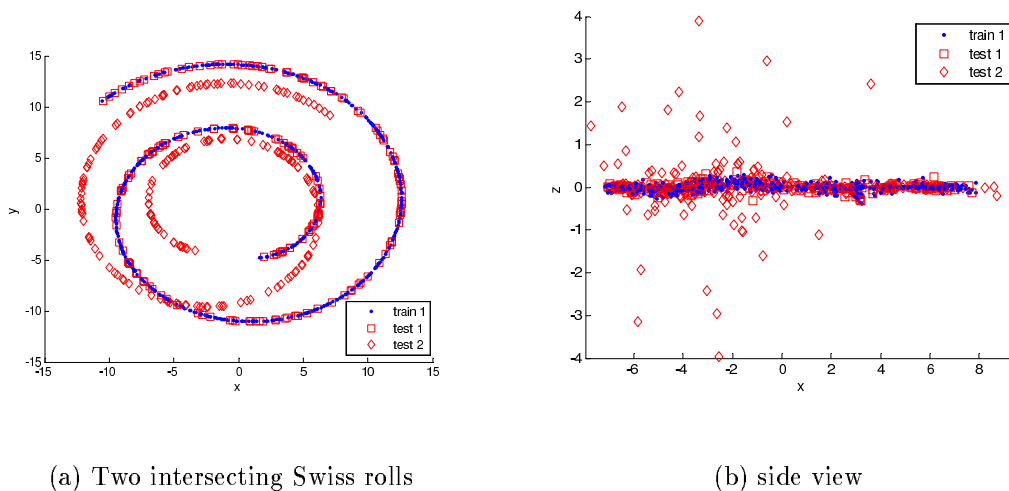 15
10
5
0
-5
-10
-15
-15 -10 -5 0 5 10 15
x
y
train 1
test 1
test 2
4
3
2
1
0
-1
-2
-3
-4
-6 -4 -2 0 2 4 6 8
x
z
train 1
test 1
test 2
(a) Two intersecting Swiss rolls
(b) side view